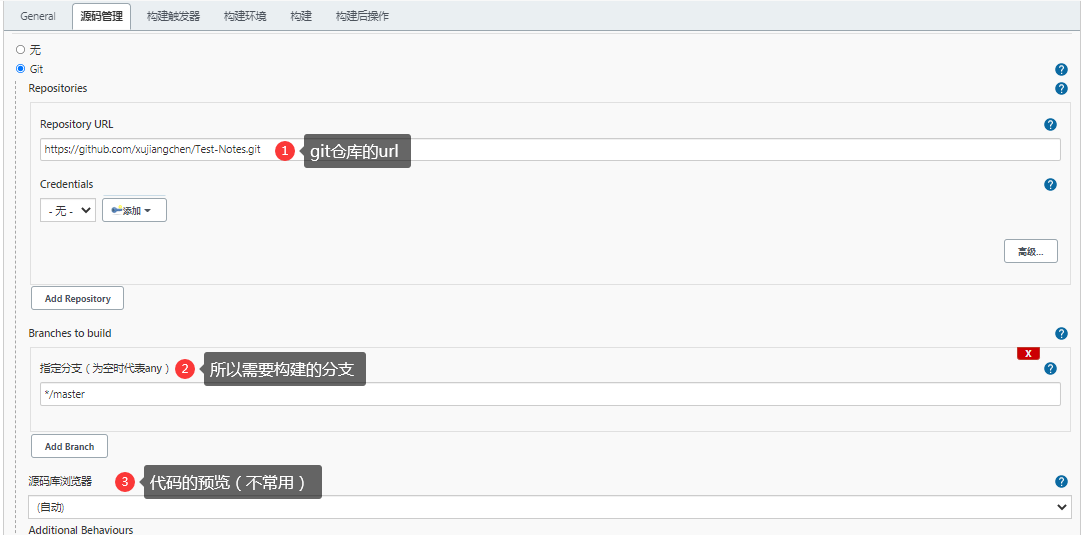 General 源码管理 构建触发器 构建环境 构建 构建后操作
无
Git
Repositories
Repository URL
https://github.com/xujiangchen/Test-Notes.git 1 git仓库的url
Credentials
- 无 - 添加
高级...
Add Repository
Branches to build
X
指定分支（为空时代表any） 2 所以需要构建的分支
*/master
Add Branch
源码库浏览器 3 代码的预览（不常用）
(自动)
Additional Behaviours